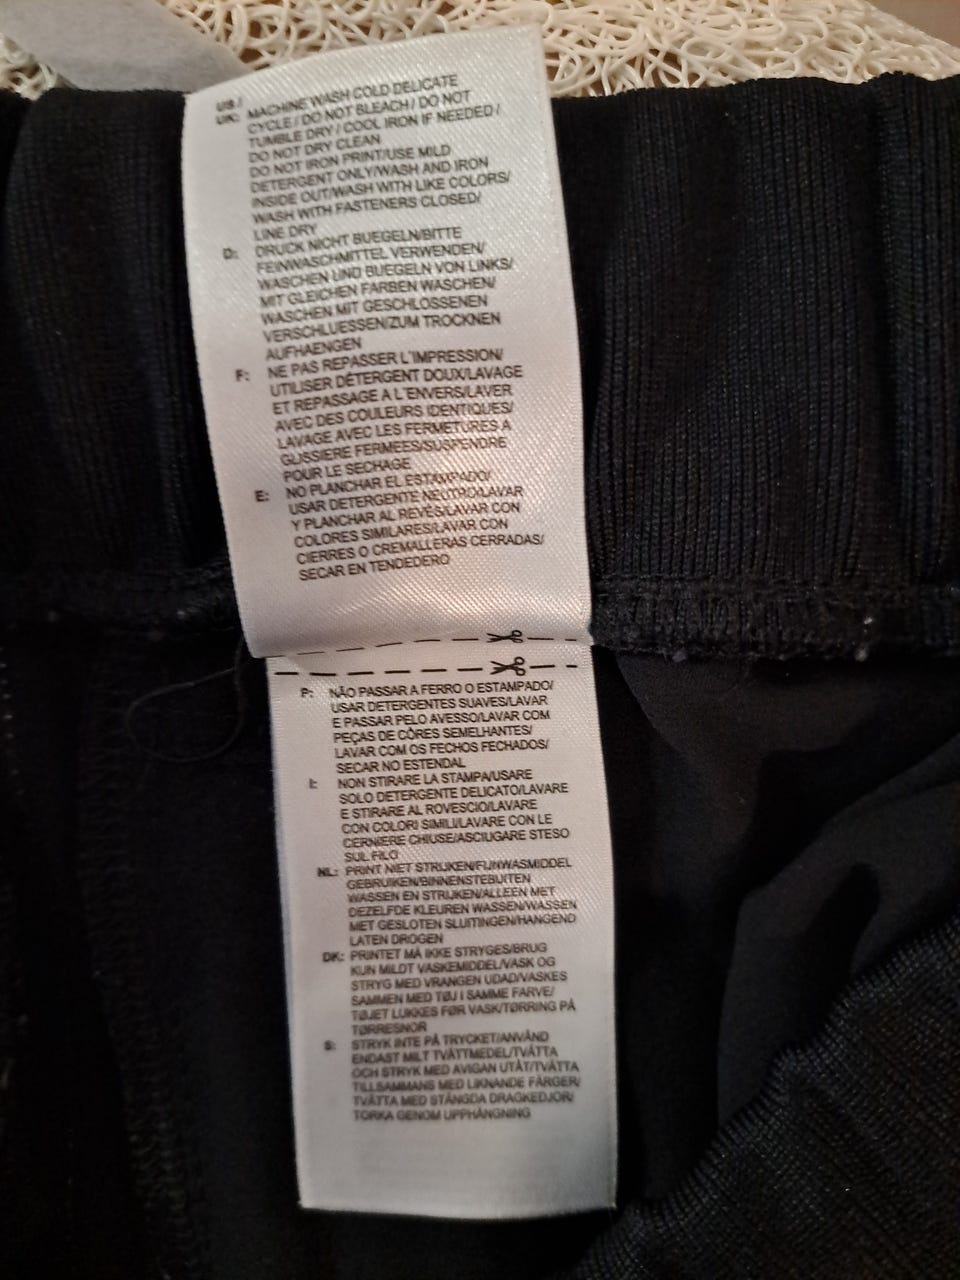 US / MACHINE WASH COLD DELICATE
UK: CYCLE / DO NOT BLEACH / DO NOT
TUMBLE DRY / COOL IRON IF NEEDED /
DO NOT DRY CLEAN
DO NOT IRON PRINT/USE MILD
DETERGENT ONLY/WASH AND IRON
INSIDE OUT/WASH WITH LIKE COLORS/
WASH WITH FASTENERS CLOSED/
LINE DRY
D: DRUCK NICHT BUEGELN/BITTE
FEINWASCHMITTEL VERWENDEN/
WASCHEN UND BUEGELN VON LINKS/
MIT GLEICHEN FARBEN WASCHEN/
WASCHEN MIT GESCHLOSSENEN
VERSCHLUESSEN/ZUM TROCKNEN
AUFHAENGEN
F: NE PAS REPASSER L'IMPRESSION/
UTILISER DÉTERGENT DOUX/LAVAGE
ET REPASSAGE A L'ENVERS/LAVER
AVEC DES COULEURS IDENTIQUES/
LAVAGE AVEC LES FERMETURES A
GLISSIERE FERMEES/SUSPENDRE
POUR LE SECHAGE
E: NO PLANCHAR EL ESTAMPADO/
USAR DETERGENTE NEUTRO/LAVAR
Y PLANCHAR AL REVÉS/LAVAR CON
COLORES SIMILARES/LAVAR CON
CIERRES O CREMALLERAS CERRADAS/
SECAR EN TENDEDERO
P: NÃO PASSAR A FERRO O ESTAMPADO/
USAR DETERGENTES SUAVES/LAVAR
E PASSAR PELO AVESSO/LAVAR COM
PEÇAS DE CÔRES SEMELHANTES/
LAVAR COM OS FECHOS FECHADOS/
SECAR NO ESTENDAL
I: NON STIRARE LA STAMPA/USARE
SOLO DETERGENTE DELICATO/LAVARE
E STIRARE AL ROVESCIO/LAVARE
CON COLORI SIMILI/LAVARE CON LE
CERNIERE CHIUSE/ASCIUGARE STESO
SUL FILO
NL: PRINT NIET STRIJKEN/FIJNWASMIDDEL
GEBRUIKEN/BINNENSTEBUITEN
WASSEN EN STRIJKEN/ALLEEN MET
DEZELFDE KLEUREN WASSEN/WASSEN
MET GESLOTEN SLUITINGEN/HANGEND
LATEN DROGEN
DK: PRINTET MÅ IKKE STRYGES/BRUG
KUN MILDT VASKEMIDDEL/VASK OG
STRYG MED VRANGEN UDAD/VASKES
SAMMEN MED TØJ I SAMME FARVE/
TØJET LUKKES FØR VASK/TØRRING PÅ
TØRRESNOR
S: STRYK INTE PÅ TRYCKET/ANVÄND
ENDAST MILT TVÄTTMEDEL/TVÄTTA
OCH STRYK MED AVIGAN UTÅT/TVÄTTA
TILLSAMMANS MED LIKNANDE FÄRGER/
TVÄTTA MED STÄNGDA DRAGKEDJOR/
TORKA GENOM UPPHÄNGNING